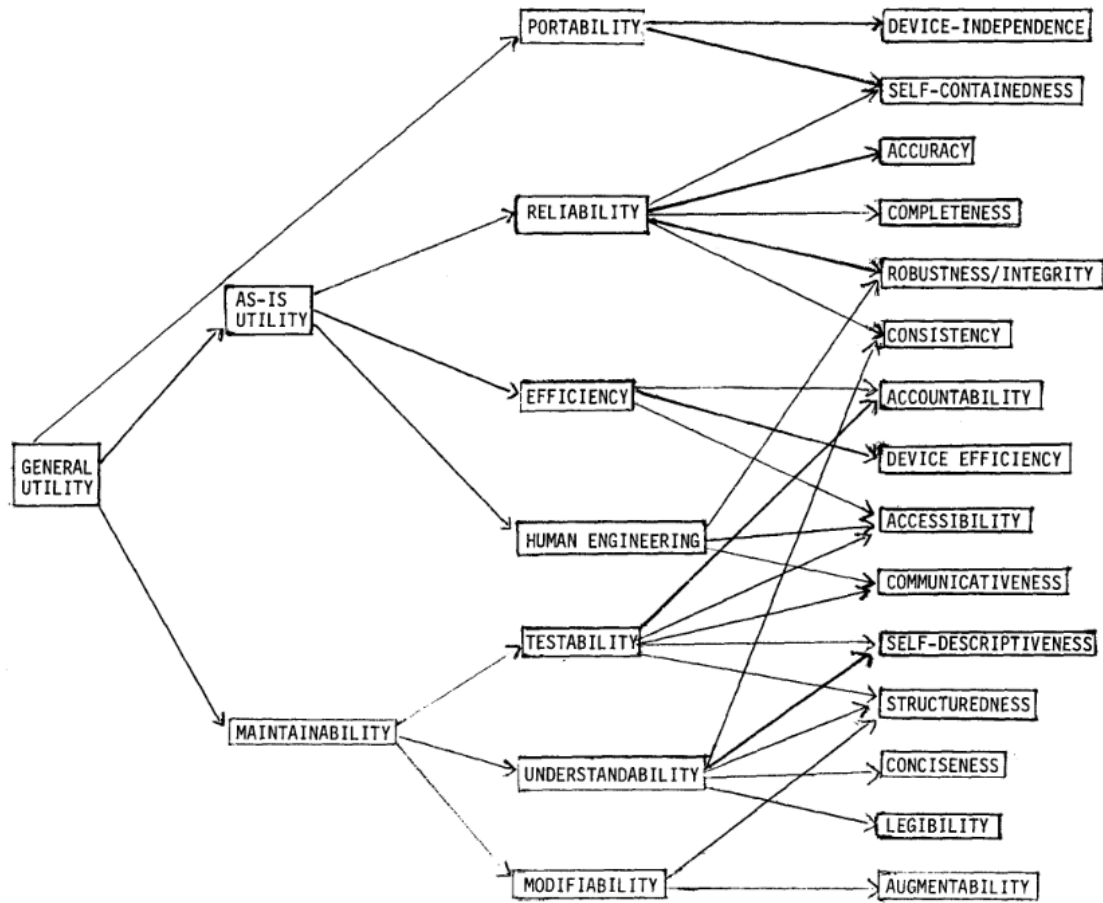 PORTABILITY
DEVICE-INDEPENDENCE
SELF-CONTAINEDNESS
ACCURACY
RELIABILITY
COMPLETENESS
ROBUSTNESS/INTEGRITY
AS-IS
UTILITY
CONSISTENCY
EFFICIENCY
ACCOUNTABILITY
GENERAL
UTILITY
DEVICE EFFICIENCY
ACCESSIBILITY
HUMAN ENGINEERING
COMMUNICATIVENESS
TESTABILITY
SELF-DESCRIPTIVENESS
STRUCTUREDNESS
MAINTAINABILITY
UNDERSTANDABILITY
CONCISENESS
LEGIBILITY
MODIFIABILITY
AUGMENTABILITY